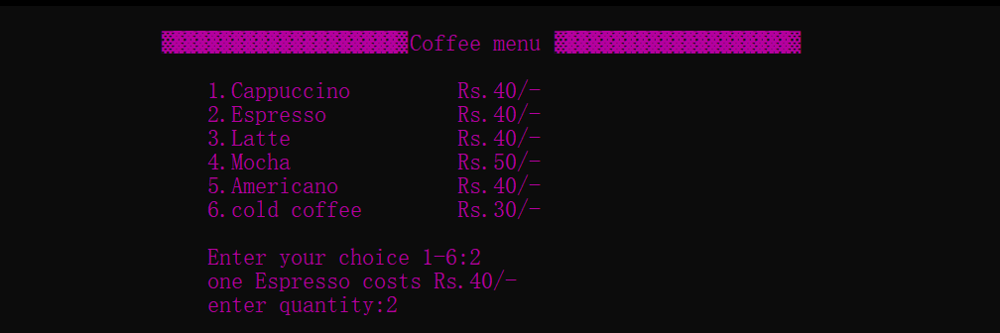 Coffee menu
1.Cappuccino Rs.40/-
2.Espresso Rs.40/-
3.Latte Rs.40/-
4.Mocha Rs.50/-
5.Americano Rs.40/-
6.cold coffee Rs.30/-
Enter your choice 1-6:2
one Espresso costs Rs.40/-
enter quantity:2